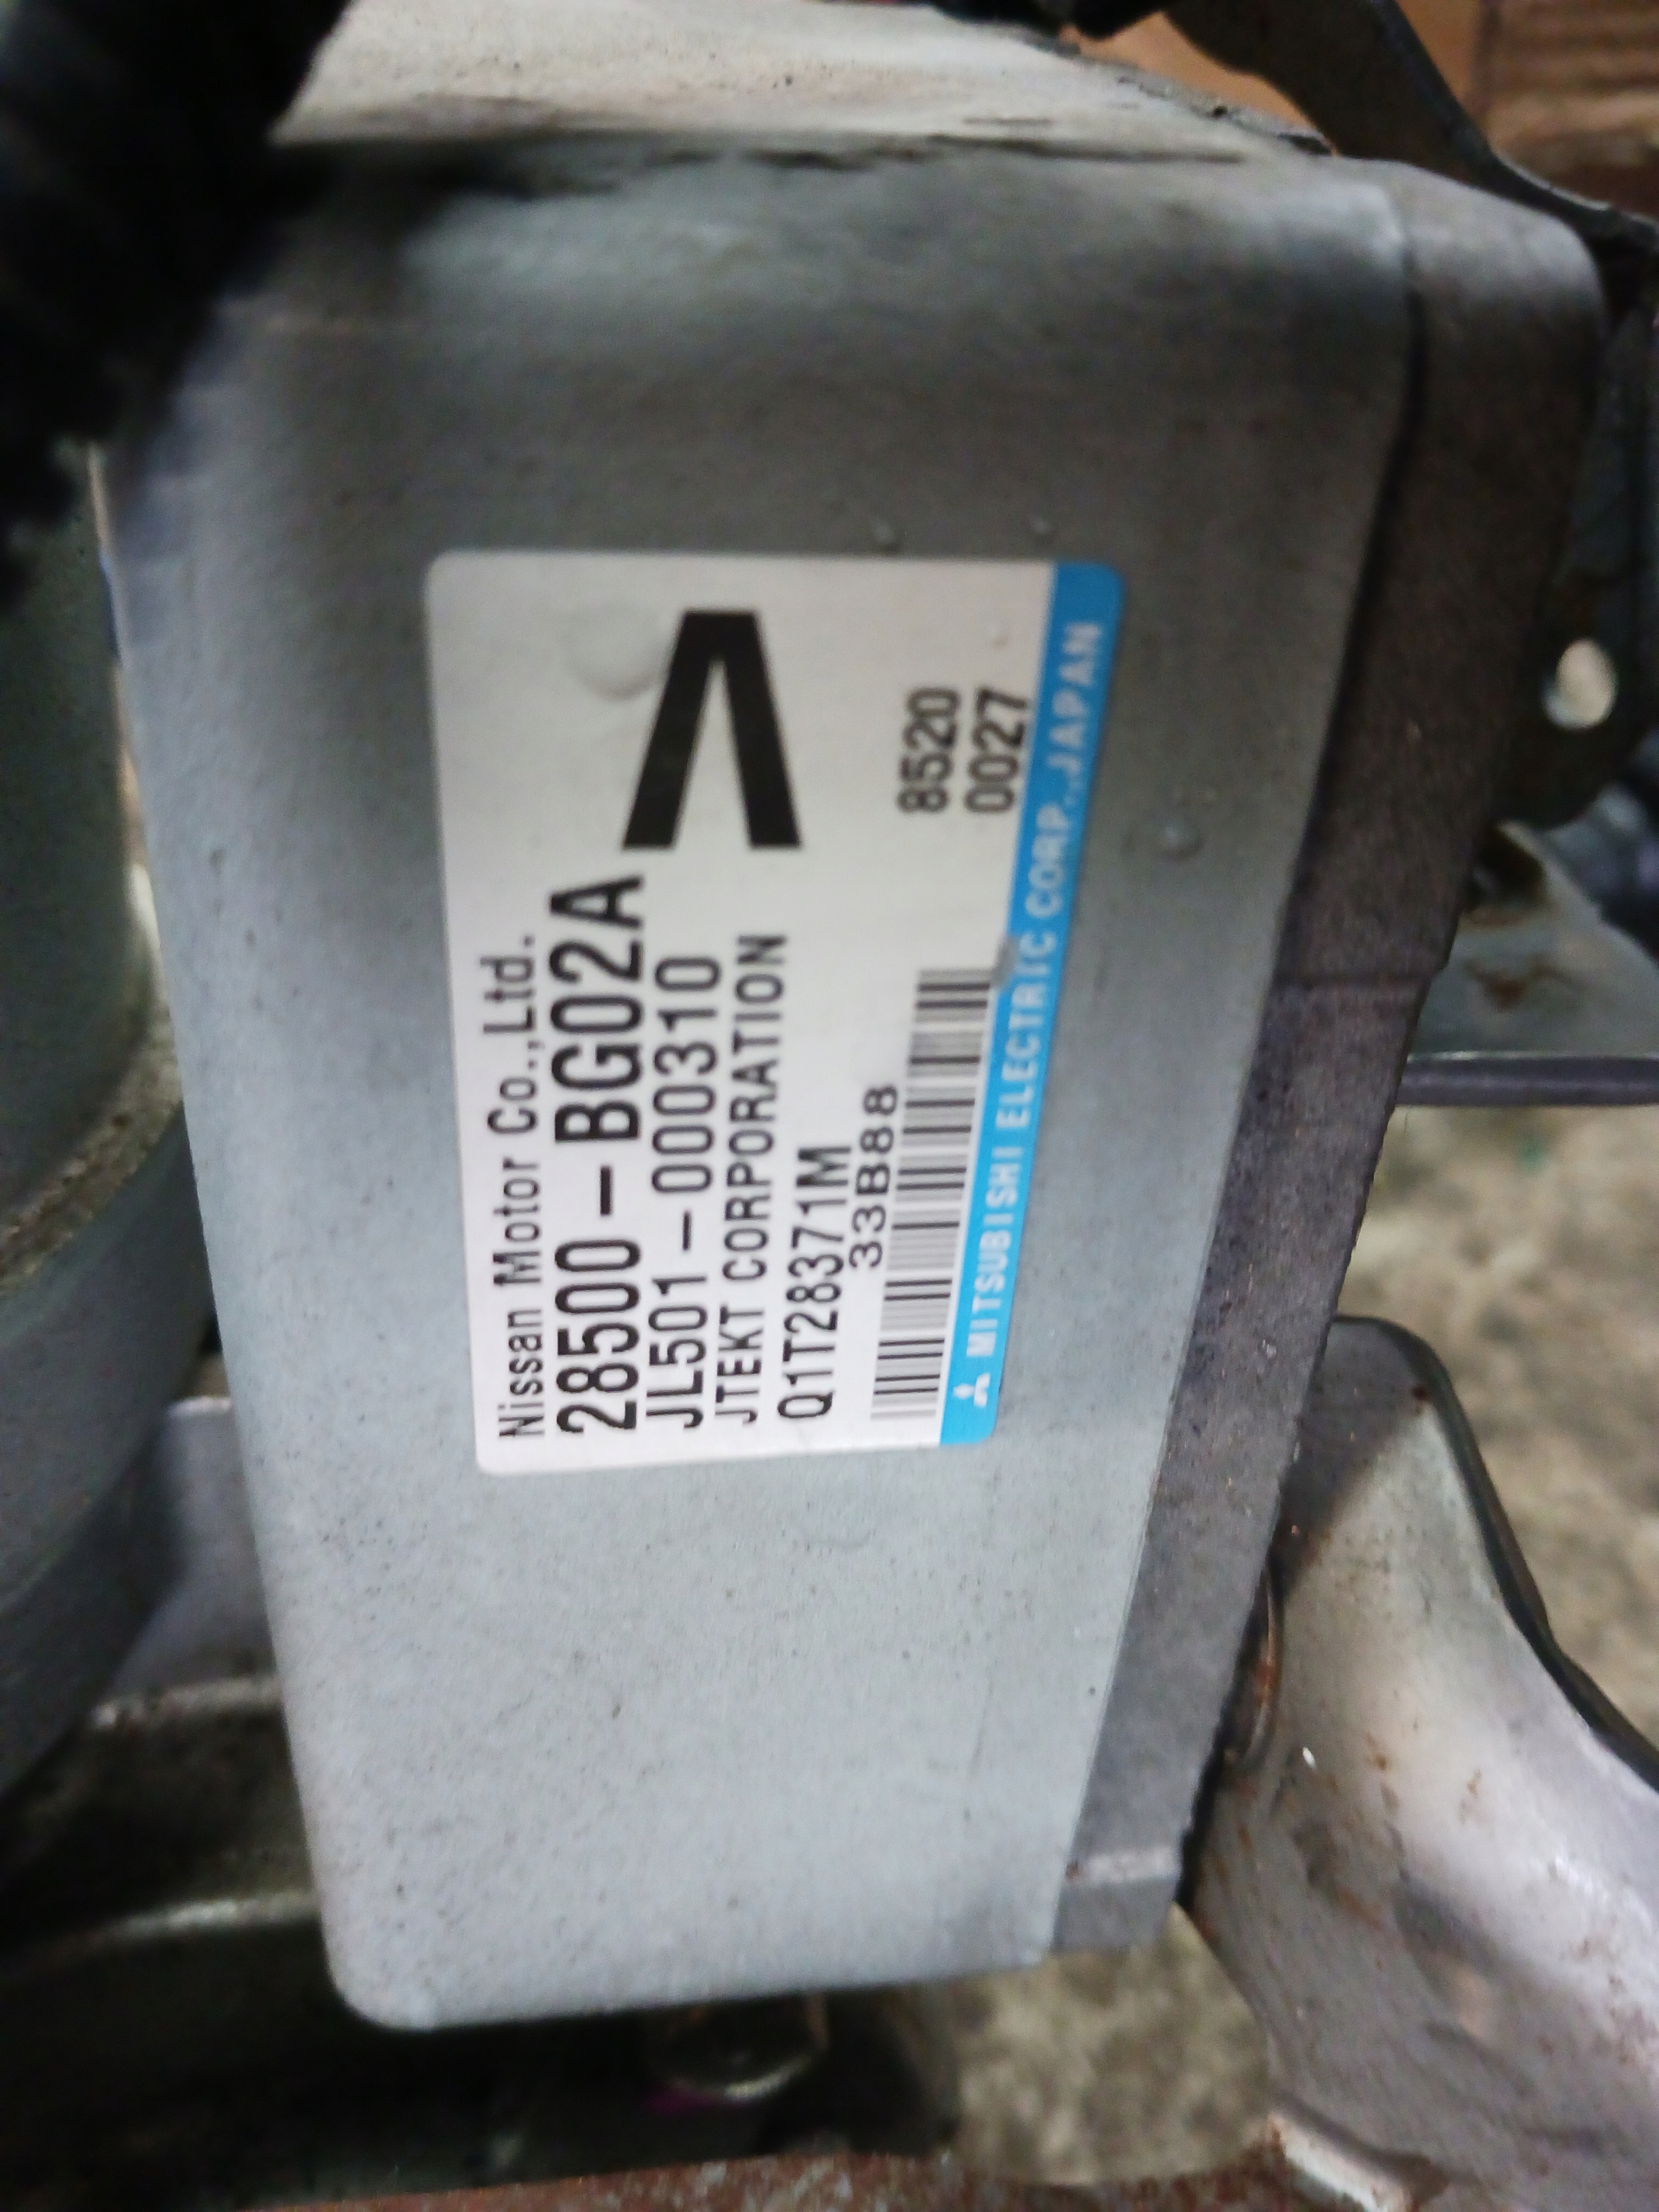 Nissan Motor Co.,Ltd.
28500-BG02A
JL501-000310
JTEKT CORPORATION
Q1T28371M
33B88
8520
0027
MITSUBISHI ELECTRIC CORP.,JAPAN